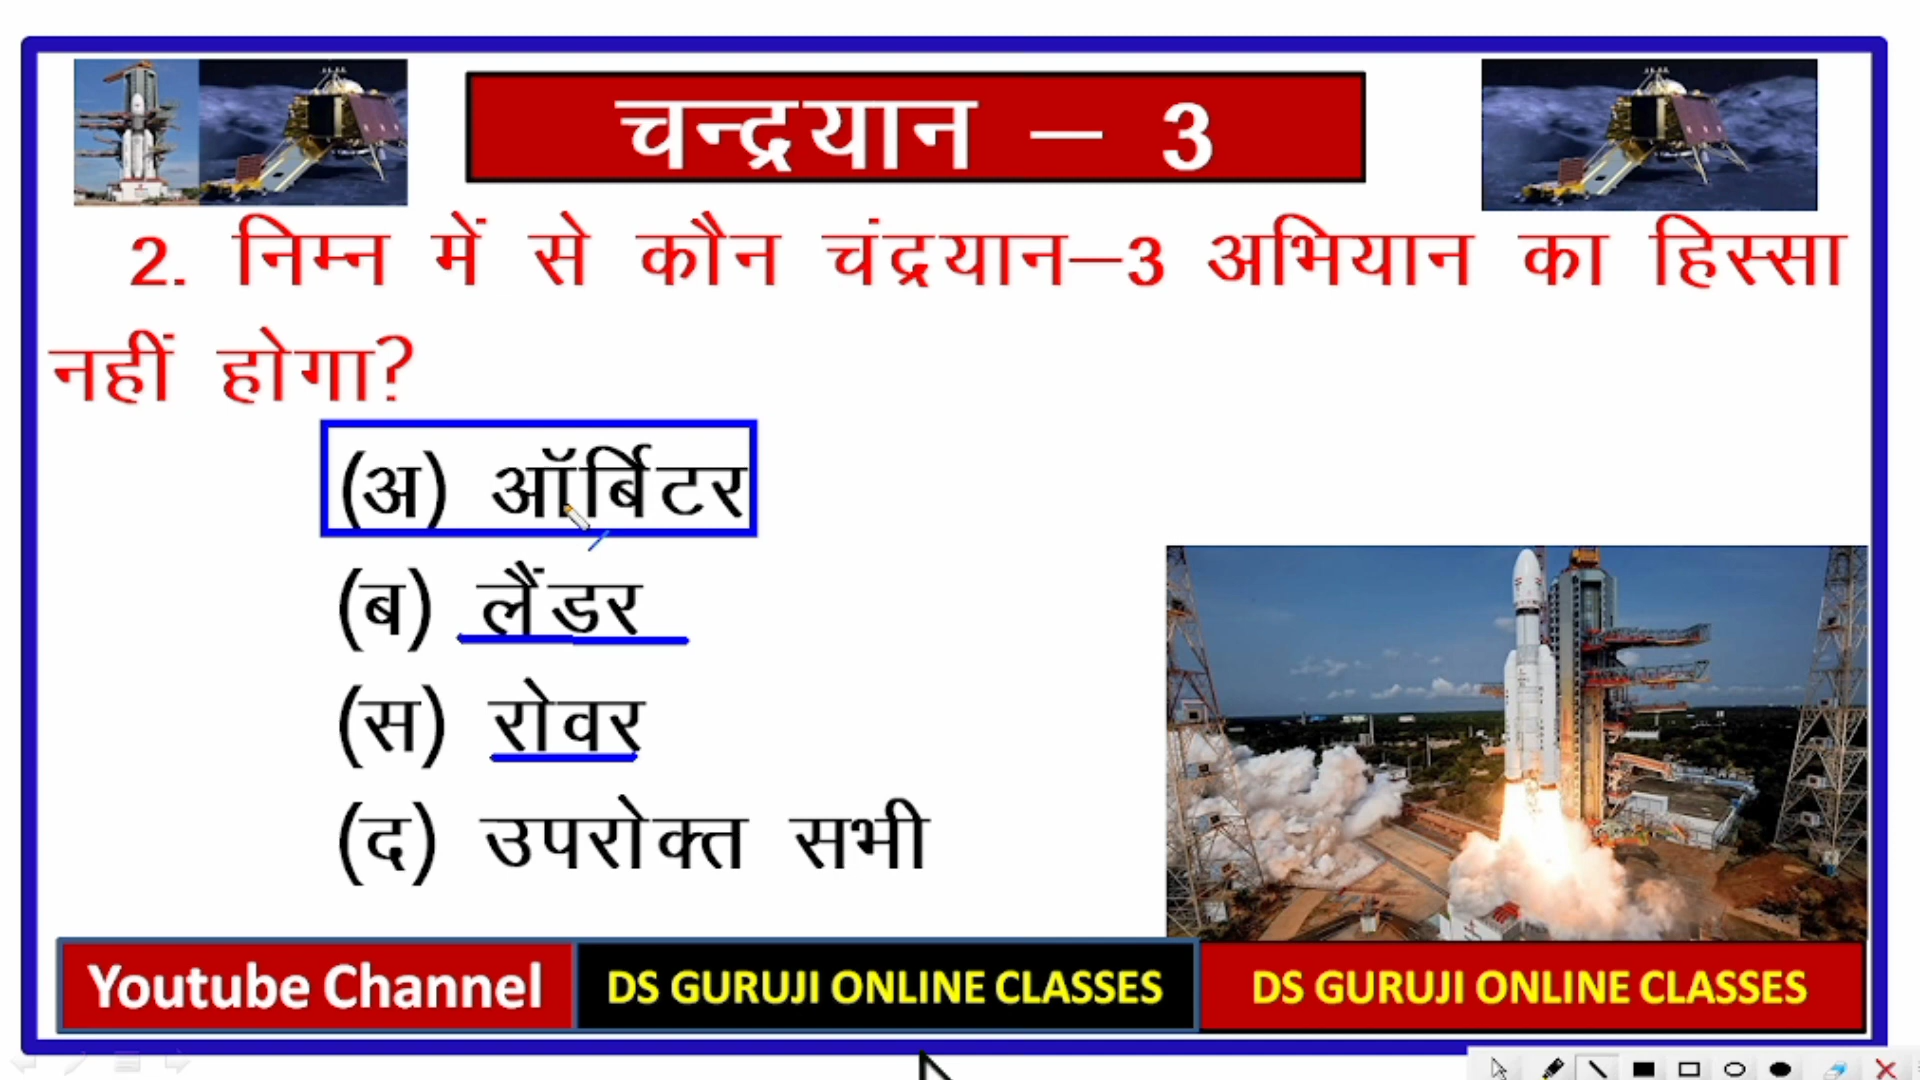 चन्द्रयान – 3
2. निम्न में से कौन चंद्रयान–3 अभियान का हिस्सा
नहीं होगा?
(अ) ऑर्बिटर
(ब) लैंडर
(स) रोवर
(द) उपरोक्त सभी
Youtube Channel DS GURUJI ONLINE CLASSES DS GURUJI ONLINE CLASSES